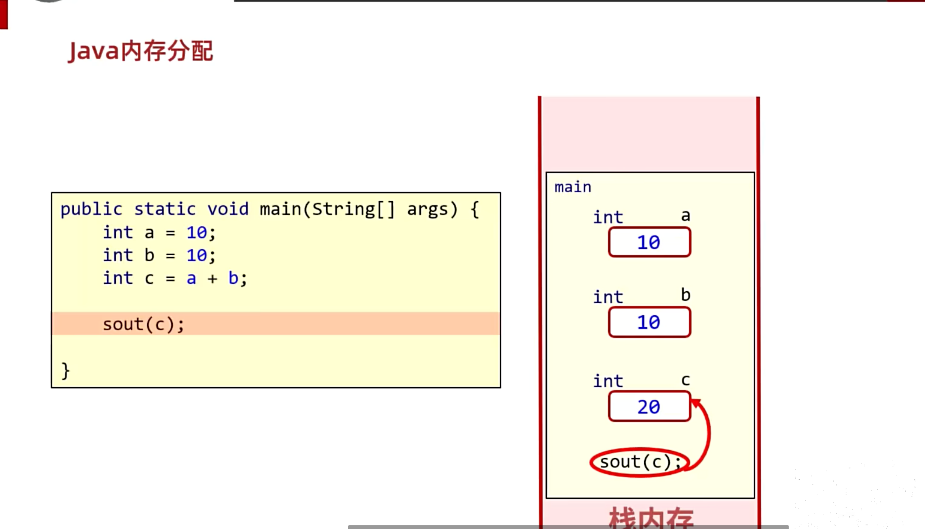 Java内存分配
public static void main(String[] args) {
int a = 10;
int b = 10;
int c = a + b;
sout(c);
}
main
int a
10
int b
10
int c
20
sout(c);
栈内存